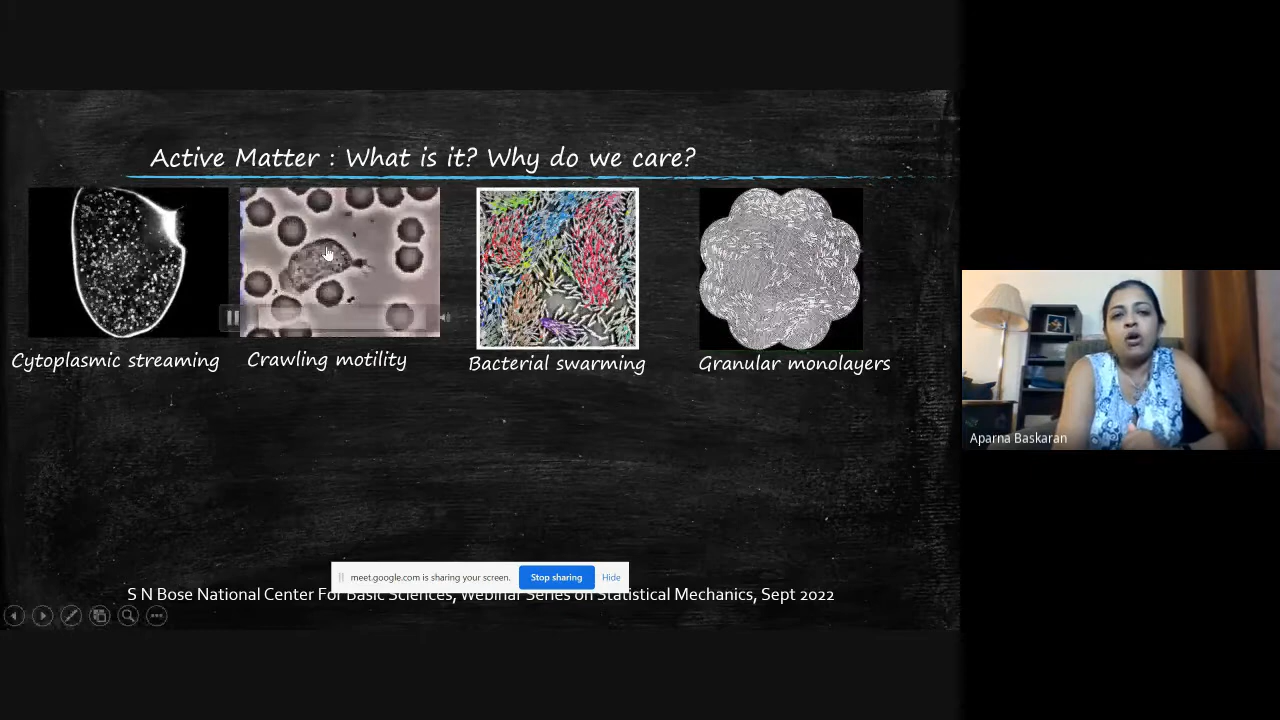 Active Matter : What is it? Why do we care?
Cytoplasmic streaming
Crawling motility
Bacterial swarming
Granular monolayers
Aparna Baskaran
meet.google.com is sharing your screen.
Stop sharing
Hide
S N Bose National Center For Basic Sciences, Webinar Series on Statistical Mechanics, Sept 2022